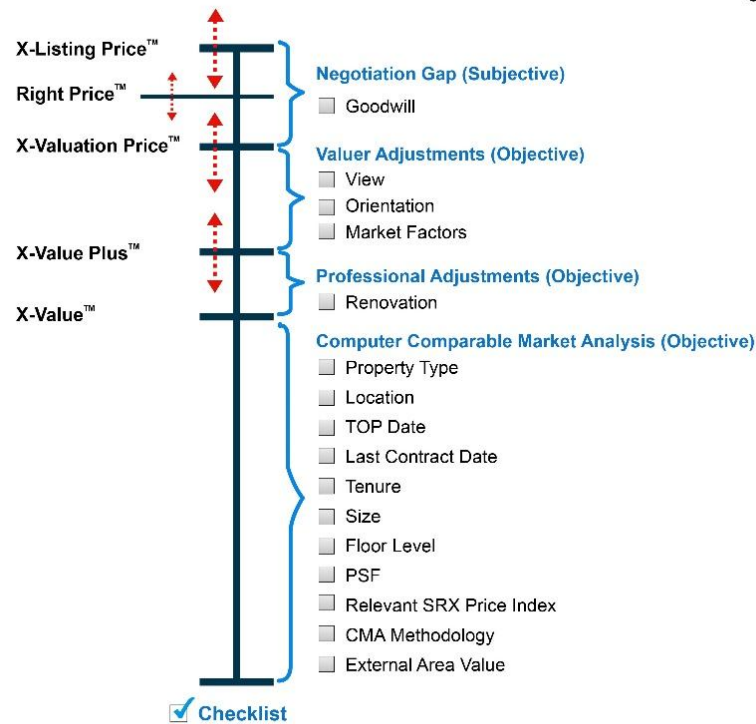 X-Listing Price™
Negotiation Gap (Subjective)
Right Price™
Goodwill
X-Valuation Price™
Valuer Adjustments (Objective)
View
Orientation
Market Factors
X-Value Plus™
Professional Adjustments (Objective)
Renovation
X-Value™
Computer Comparable Market Analysis (Objective)
Property Type
Location
TOP Date
Last Contract Date
Tenure
Size
Floor Level
PSF
Relevant SRX Price Index
CMA Methodology
External Area Value
Checklist